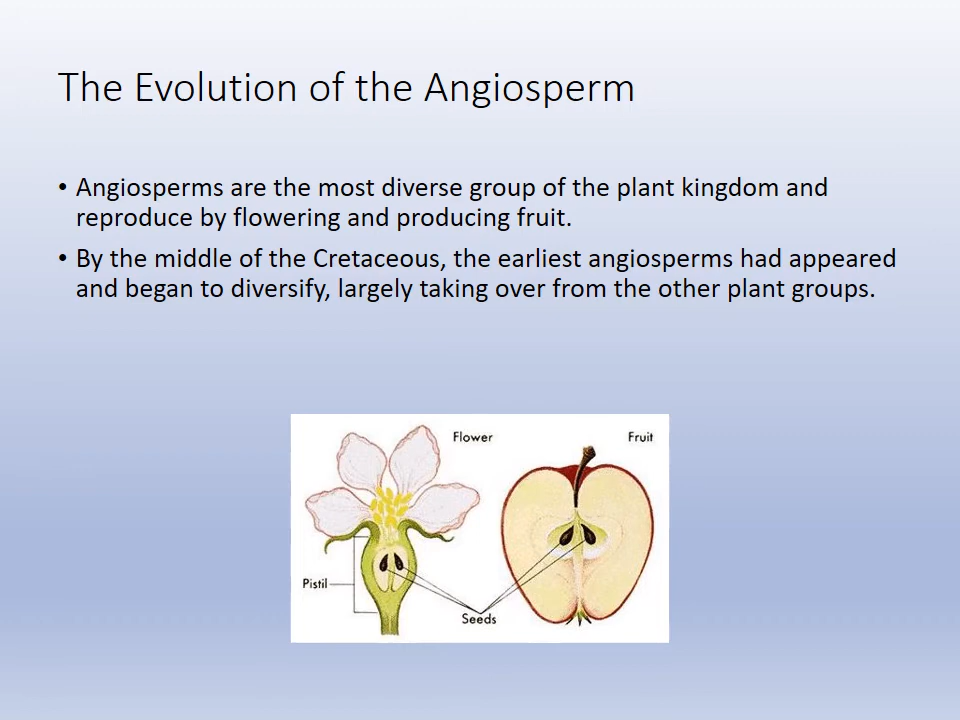 The Evolution of the Angiosperm
• Angiosperms are the most diverse group of the plant kingdom and
reproduce by flowering and producing fruit.
• By the middle of the Cretaceous, the earliest angiosperms had appeared
and began to diversify, largely taking over from the other plant groups.
Flower
Fruit
Pistil
Seeds